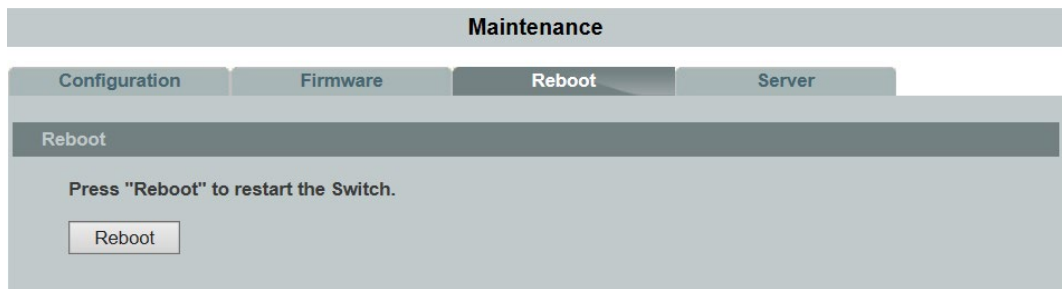 Maintenance
Configuration Firmware Reboot Server
Reboot
Press "Reboot" to restart the Switch.
Reboot